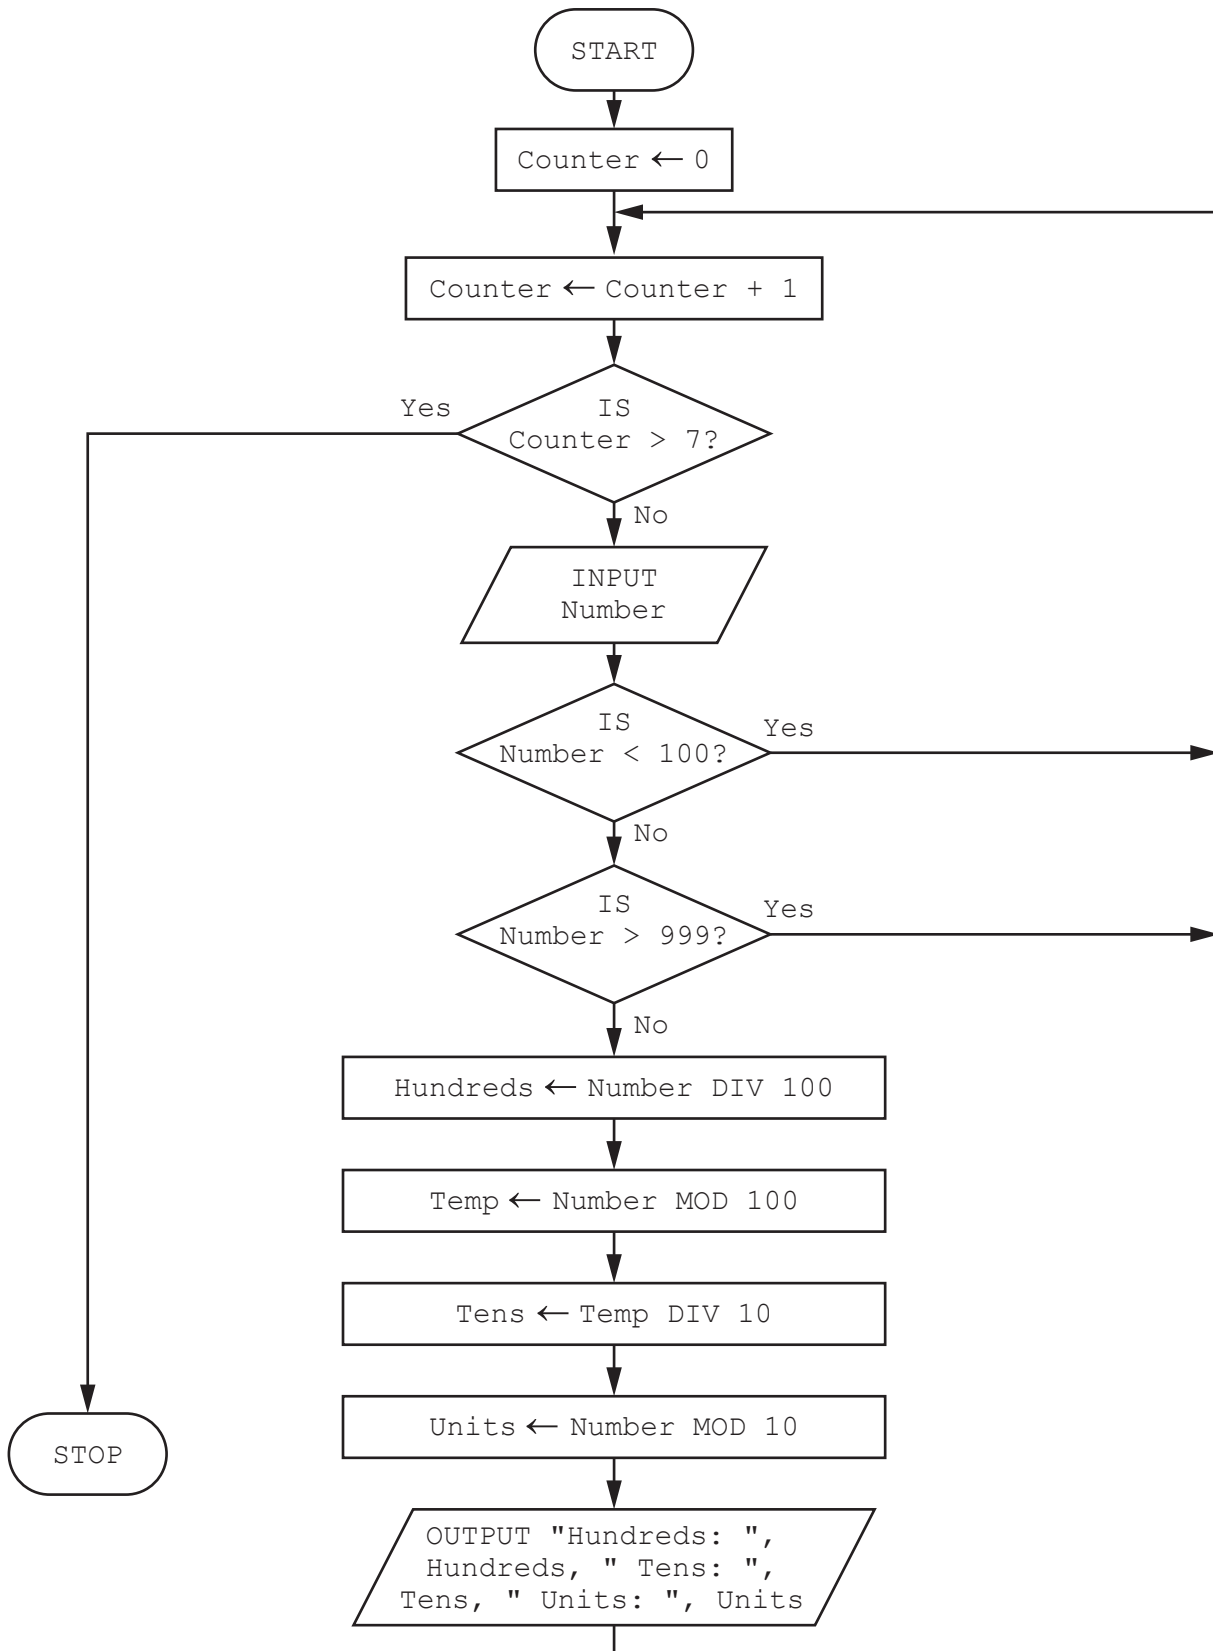 START
Counter ← 0
Counter ← Counter + 1
Yes
IS
Counter > 7?
No
INPUT
Number
IS
Number < 100?
Yes
No
IS
Number > 999?
Yes
No
Hundreds ← Number DIV 100
Temp ← Number MOD 100
Tens ← Temp DIV 10
Units ← Number MOD 10
STOP
OUTPUT "Hundreds: ",
Hundreds, " Tens: ",
Tens, " Units: ", Units